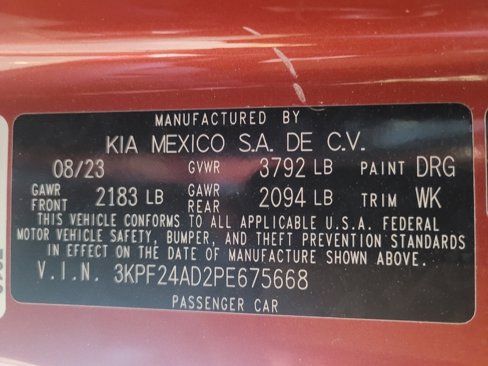 MANUFACTURED BY
KIA MEXICO S.A. DE C.V.
08/23 GVWR 3792 LB PAINT DRG
GAWR FRONT 2183 LB GAWR REAR 2094 LB TRIM WK
THIS VEHICLE CONFORMS TO ALL APPLICABLE U.S.A. FEDERAL
MOTOR VEHICLE SAFETY, BUMPER, AND THEFT PREVENTION STANDARDS
IN EFFECT ON THE DATE OF MANUFACTURE SHOWN ABOVE.
V.I.N. 3KPF24AD2PE675668
PASSENGER CAR